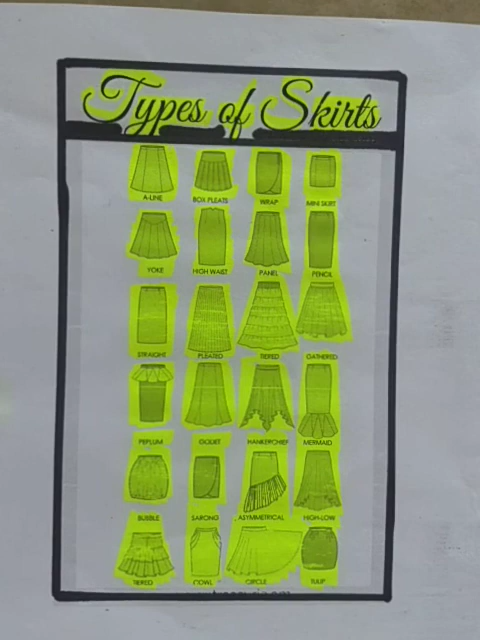 Types of Skirts
A-LINE BOX PLEATS WRAP MINI SKIRT
YOKE HIGH WAIST PANEL PENCIL
STRAIGHT PLEATED TIERED GATHERED
PEPLUM GODET HANKERCHIEF MERMAID
BUBBLE SARONG ASYMMETRICAL HIGH-LOW
TIERED COWL CIRCLE TULIP